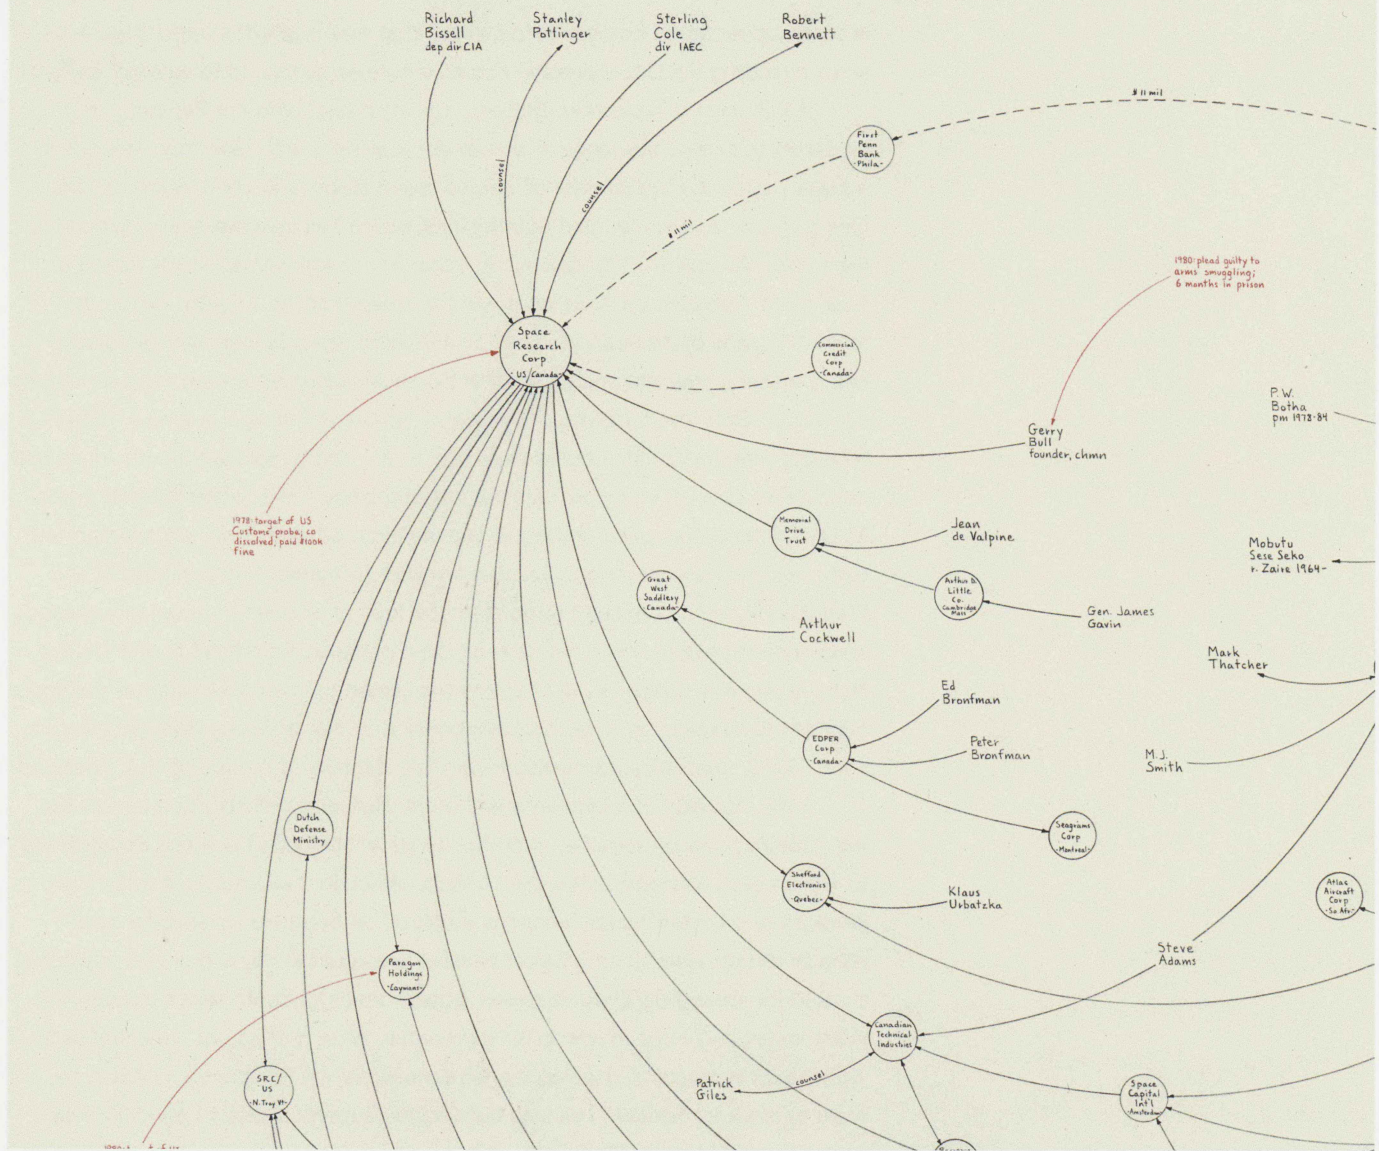 Richard
Bissell
dep dir CIA
Stanley
Pottinger
Sterling
Cole
dir IAEC
Robert
Bennett
$11 mil
First
Penn
Bank
-Phila-
counsel
counsel
$11 mil
1980: plead guilty to
arms smuggling;
6 months in prison
Space
Research
Corp
-US/Canada-
Commercial
Credit
Corp
-Canada-
P.W.
Botha
pm 1978-84
Gerry
Bull
founder, chmn
1978: target of US
Customs probe; co
dissolved, paid $100k
fine
Memorial
Drive
Trust
Jean
de Valpine
Mobutu
Sese Seko
r. Zaire 1964-
Great
West
Saddlery
-Canada-
Arthur D.
Little
Co.
Cambridge
Mass
Gen. James
Gavin
Arthur
Cockwell
Mark
Thatcher
Ed
Bronfman
EDPER
Corp
-Canada-
Peter
Bronfman
M.J.
Smith
Dutch
Defense
Ministry
Seagrams
Corp
-Montreal-
Shefford
Electronics
-Quebec-
Klaus
Urbatzka
Atlas
Aircraft
Corp
-So Afr-
Steve
Adams
Paragon
Holdings
-Caymans-
Canadian
Technical
Industries
SRC/
US
-N. Troy Vt-
Patrick
Giles
counsel
Space
Capital
Int'l
-Amsterdam-